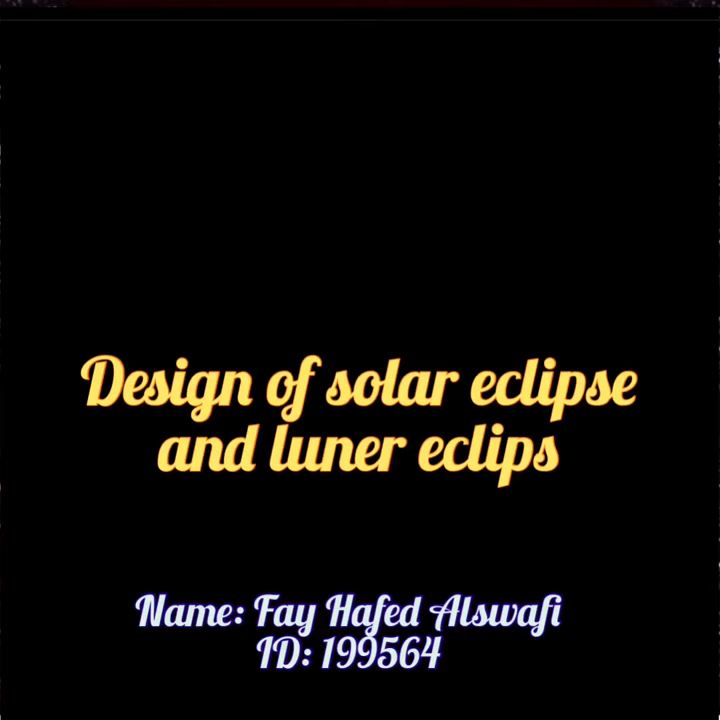 Design of solar eclipse
and luner eclips
Name: Fay Hafed Alswafi
ID: 199564